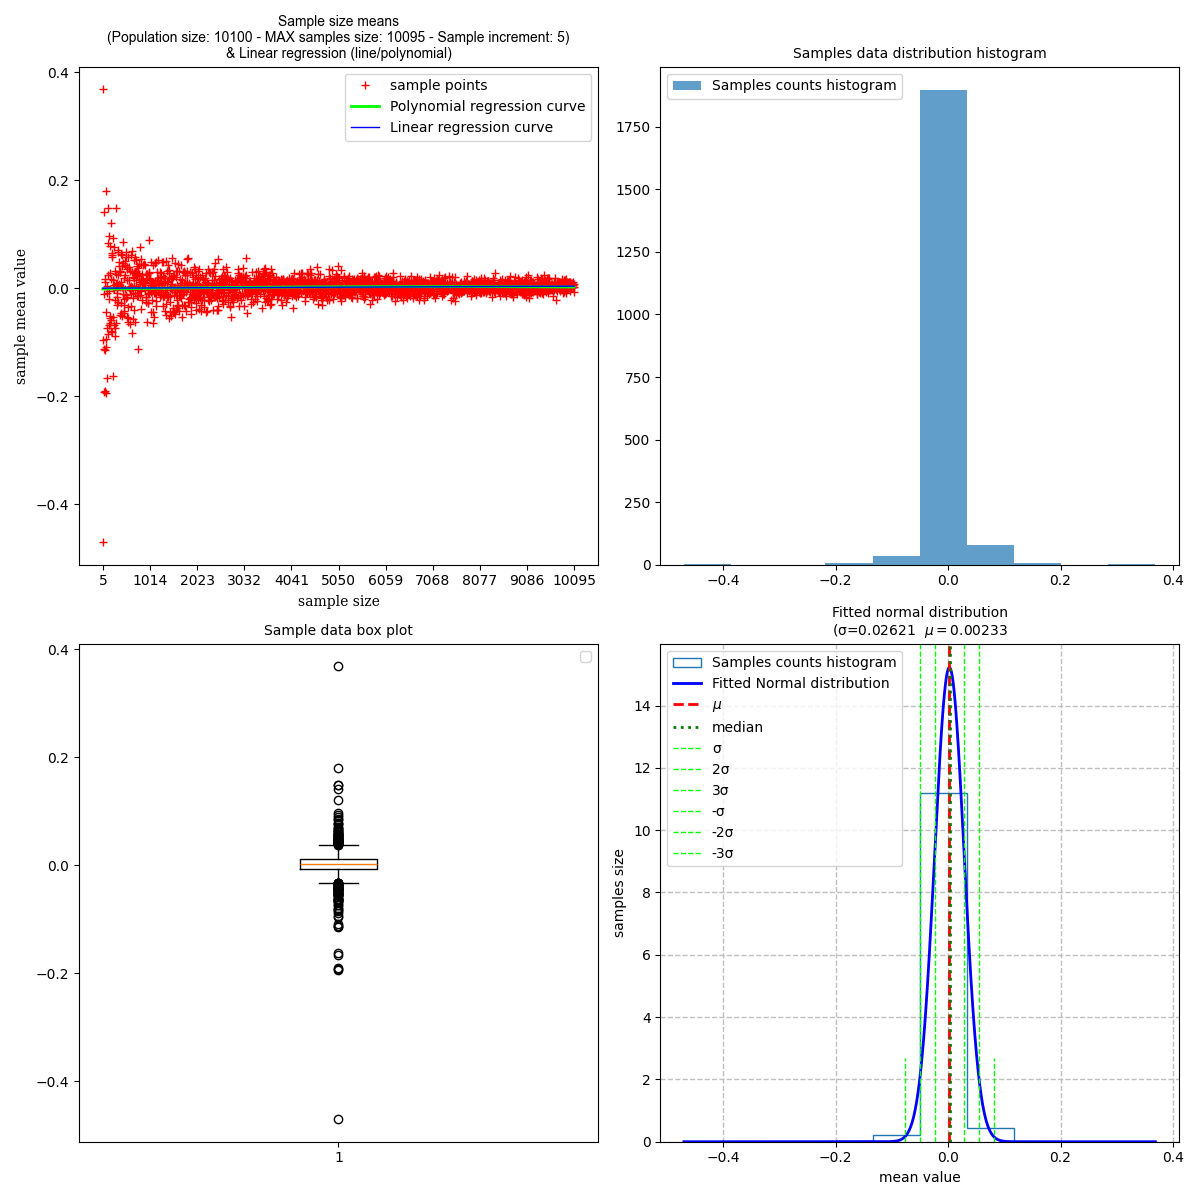 Sample size means
(Population size: 10100 - MAX samples size: 10095 - Sample increment: 5)
& Linear regression (line/polynomial)
0.4
0.2
0.0
−0.2
−0.4
sample mean value
sample points
Polynomial regression curve
Linear regression curve
5 1014 2023 3032 4041 5050 6059 7068 8077 9086 10095
sample size
Samples data distribution histogram
Samples counts histogram
1750
1500
1250
1000
750
500
250
0
−0.4 −0.2 0.0 0.2 0.4
Sample data box plot
0.4
0.2
0.0
−0.2
−0.4
1
Fitted normal distribution
(σ=0.02621 μ = 0.00233
Samples counts histogram
Fitted Normal distribution
μ
median
σ
2σ
3σ
-σ
-2σ
-3σ
14
12
10
8
6
4
2
0
samples size
−0.4 −0.2 0.0 0.2 0.4
mean value